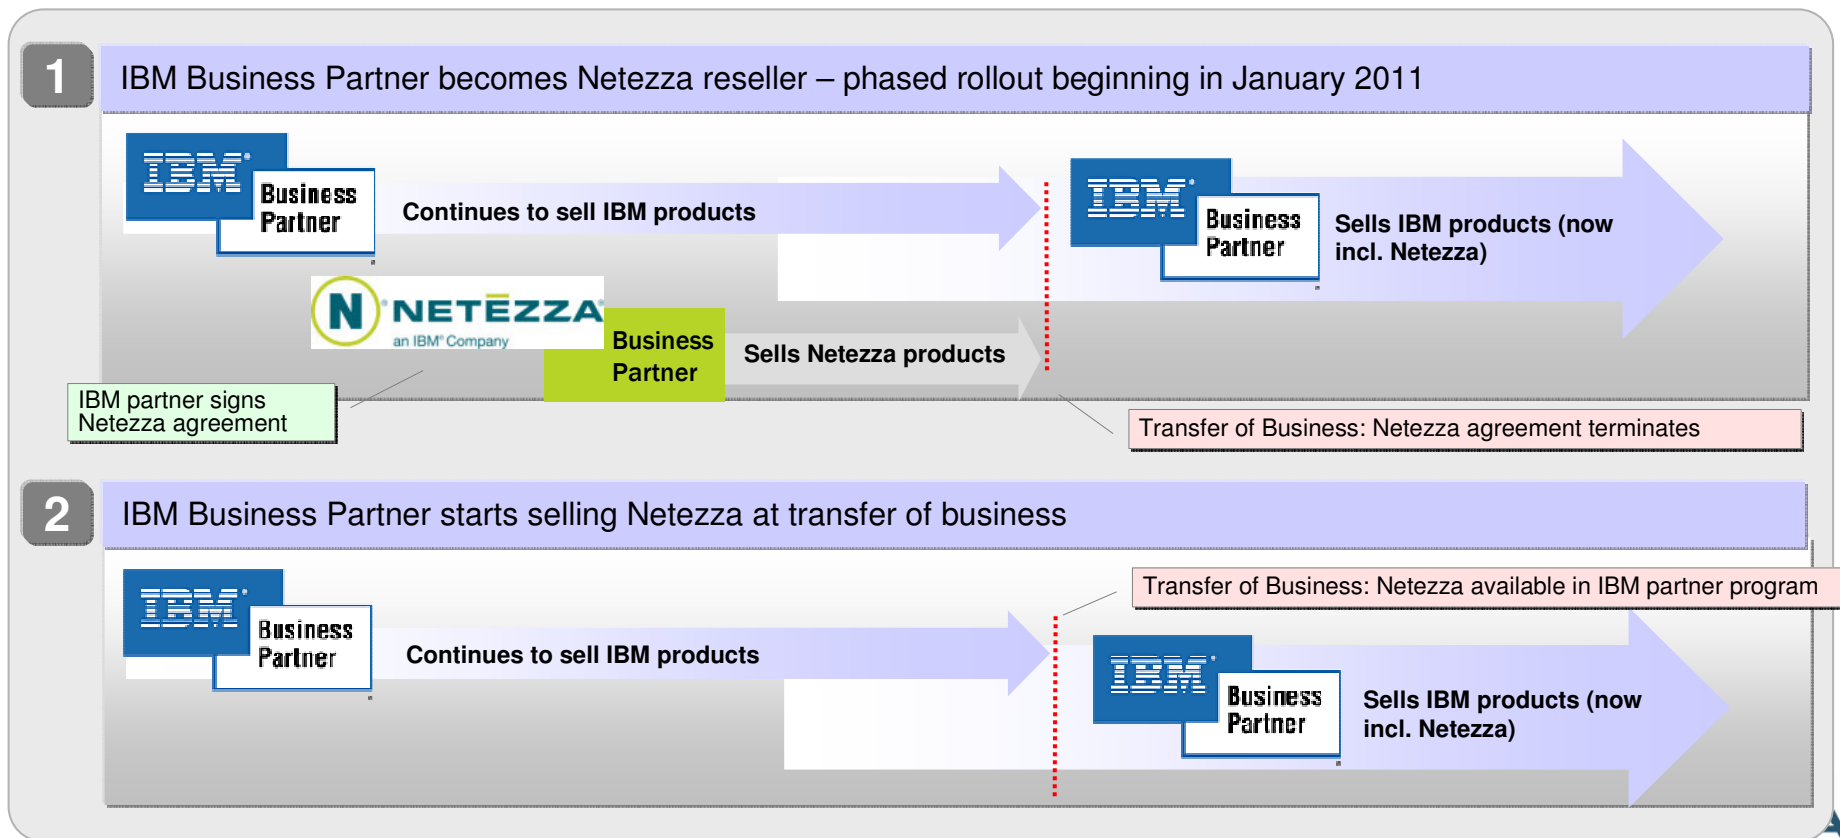 1
IBM Business Partner becomes Netezza reseller – phased rollout beginning in January 2011
IBM®
Business
Partner
Continues to sell IBM products
IBM®
Business
Partner
Sells IBM products (now
incl. Netezza)
N® NETĒZZA®
an IBM® Company
Business
Partner
Sells Netezza products
IBM partner signs
Netezza agreement
Transfer of Business: Netezza agreement terminates
2
IBM Business Partner starts selling Netezza at transfer of business
Transfer of Business: Netezza available in IBM partner program
IBM®
Business
Partner
Continues to sell IBM products
IBM®
Business
Partner
Sells IBM products (now
incl. Netezza)